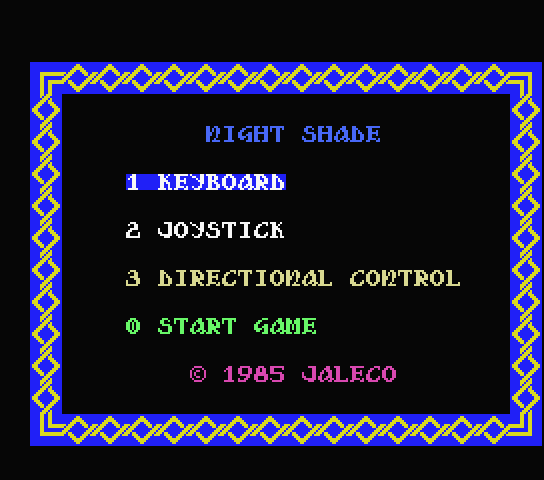 NIGHT SHADE
1 KEYBOARD
2 JOYSTICK
3 DIRECTIONAL CONTROL
0 START GAME
© 1985 JALECO